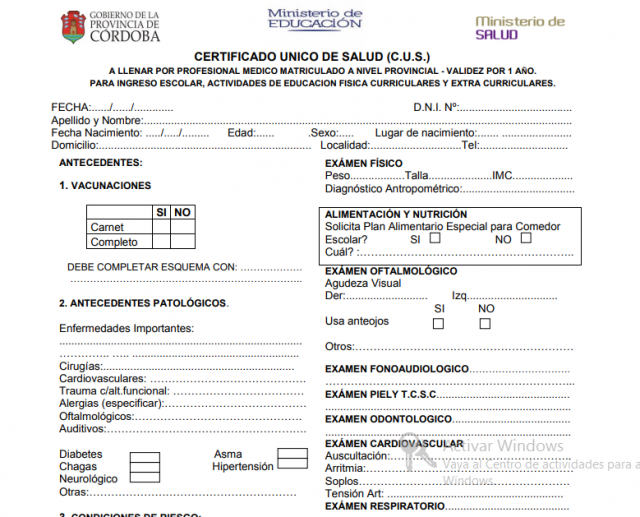 GOBIERNO DE LA
PROVINCIA DE
CÓRDOBA
Ministerio de
EDUCACIÓN
Ministerio de
SALUD
CERTIFICADO UNICO DE SALUD (C.U.S.)
A LLENAR POR PROFESIONAL MEDICO MATRICULADO A NIVEL PROVINCIAL - VALIDEZ POR 1 AÑO.
PARA INGRESO ESCOLAR, ACTIVIDADES DE EDUCACION FISICA CURRICULARES Y EXTRA CURRICULARES.
FECHA:....../....../............. D.N.I. Nº:......................................
Apellido y Nombre:....................................................................................
Fecha Nacimiento: ...../...../.......... Edad:...... .Sexo:..... Lugar de nacimiento:....... .......................
Domicilio:.......................................................... Localidad:.......................... Tel:..........................
ANTECEDENTES:
1. VACUNACIONES
SI NO
Carnet
Completo
DEBE COMPLETAR ESQUEMA CON: ....................
..........................................................
2. ANTECEDENTES PATOLÓGICOS.
Enfermedades Importantes:
..........................................................................
............. ..... ....................................................
Cirugías:..........................................................
Cardiovasculares: ............................................
Trauma c/alt.funcional: ....................................
Alergias (especificar):......................................
Oftalmológicos:................................................
Auditivos:..........................................................
Diabetes
Chagas
Neurológico
Asma
Hipertensión
Otras:..............................................................
3. CONDICIONES DE RIESGO:
EXÁMEN FÍSICO
Peso...................Talla...................IMC....................
Diagnóstico Antropométrico:..................................
ALIMENTACIÓN Y NUTRICIÓN
Solicita Plan Alimentario Especial para Comedor
Escolar? SI NO
Cuál? :..........................................................
EXÁMEN OFTALMOLÓGICO
Agudeza Visual
Der:........................... Izq..............................
SI NO
Usa anteojos
Otros:..............................................................
EXÁMEN FONOAUDIOLOGICO ..............................
..........................................................................
EXÁMEN PIELY T.C.S.C........................................
..........................................................................
EXAMEN ODONTOLOGICO ..................................
..........................................................................
EXÁMEN CARDIOVASCULAR
Auscultación:....................................................
Arritmia:............................................................
Soplos..............................................................
Tensión Art: ......................................................
EXÁMEN RESPIRATORIO....................................
Activar Windows
Vaya al Centro de actividades para a
Windows.